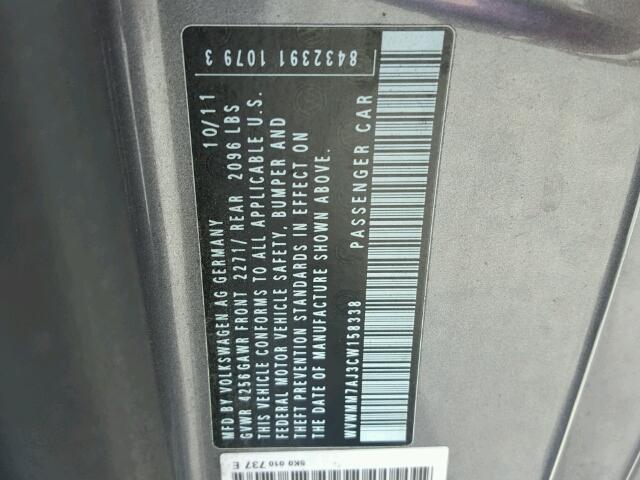 MFD BY VOLKSWAGEN AG GERMANY 10/11
GVWR 4256 GAWR FRONT 2271/ REAR 2096 LBS
THIS VEHICLE CONFORMS TO ALL APPLICABLE U.S.
FEDERAL MOTOR VEHICLE SAFETY, BUMPER AND
THEFT PREVENTION STANDARDS IN EFFECT ON
THE DATE OF MANUFACTURE SHOWN ABOVE.
WVWMM7AJ3CW158338 PASSENGER CAR
8432391 1079 3
5K0 010 737 E